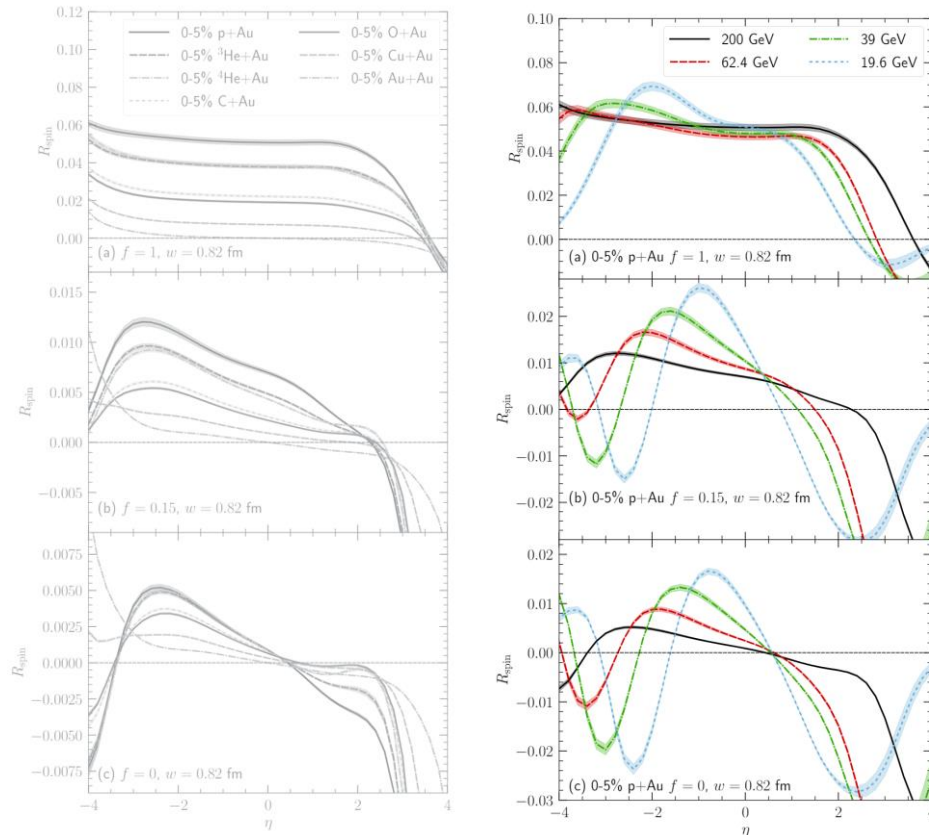 0.12
0.10
0.08
0.06
0.04
0.02
0.00
R_spin
0-5% p+Au
0-5% ³He+Au
0-5% ⁴He+Au
0-5% C+Au
0-5% O+Au
0-5% Cu+Au
0-5% Au+Au
(a) f = 1, w = 0.82 fm
0.015
0.010
0.005
0.000
−0.005
R_spin
(b) f = 0.15, w = 0.82 fm
0.0075
0.0050
0.0025
0.0000
−0.0025
−0.0050
−0.0075
R_spin
(c) f = 0, w = 0.82 fm
−4 −2 0 2 4
η
0.10
0.08
0.06
0.04
0.02
0.00
R_spin
200 GeV
62.4 GeV
39 GeV
19.6 GeV
(a) 0-5% p+Au f = 1, w = 0.82 fm
0.02
0.01
0.00
−0.01
−0.02
R_spin
(b) 0-5% p+Au f = 0.15, w = 0.82 fm
0.02
0.01
0.00
−0.01
−0.02
−0.03
R_spin
(c) 0-5% p+Au f = 0, w = 0.82 fm
−4 −2 0 2 4
η